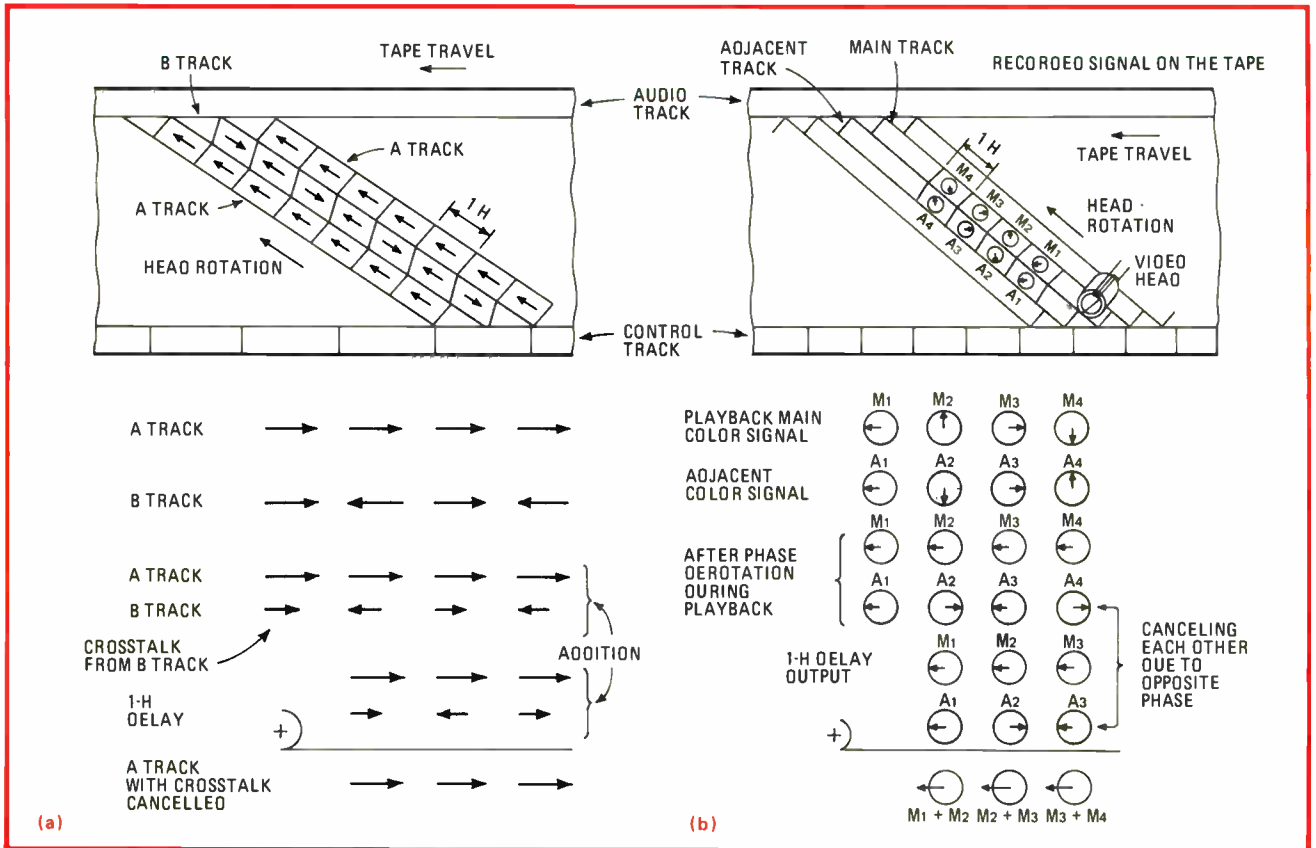 B TRACK
TAPE TRAVEL
AUDIO
TRACK
A TRACK
1H
A TRACK
HEAO ROTATION
CONTROL
TRACK
AOJACENT
TRACK
MAIN TRACK
RECOROEO SIGNAL ON THE TAPE
1H
TAPE TRAVEL
M4
M3
M2
M1
HEAD ·
ROTATION
A4
A3
A2
A1
VIDEO
HEAD
A TRACK
B TRACK
A TRACK
B TRACK
CROSSTALK
FROM B TRACK
AOOITION
1-H
OELAY
+
A TRACK
WITH CROSSTALK
CANCELLED
(a)
M1 M2 M3 M4
PLAYBACK MAIN
COLOR SIGNAL
A1 A2 A3 A4
AOJACENT
COLOR SIGNAL
M1 M2 M3 M4
AFTER PHASE
OEROTATION
OURING
PLAYBACK
A1 A2 A3 A4
M1 M2 M3
1-H OELAY
OUTPUT
A1 A2 A3
CANCELING
EACH OTHER
OUE TO
OPPOSITE
PHASE
+
M1 + M2 M2 + M3 M3 + M4
(b)